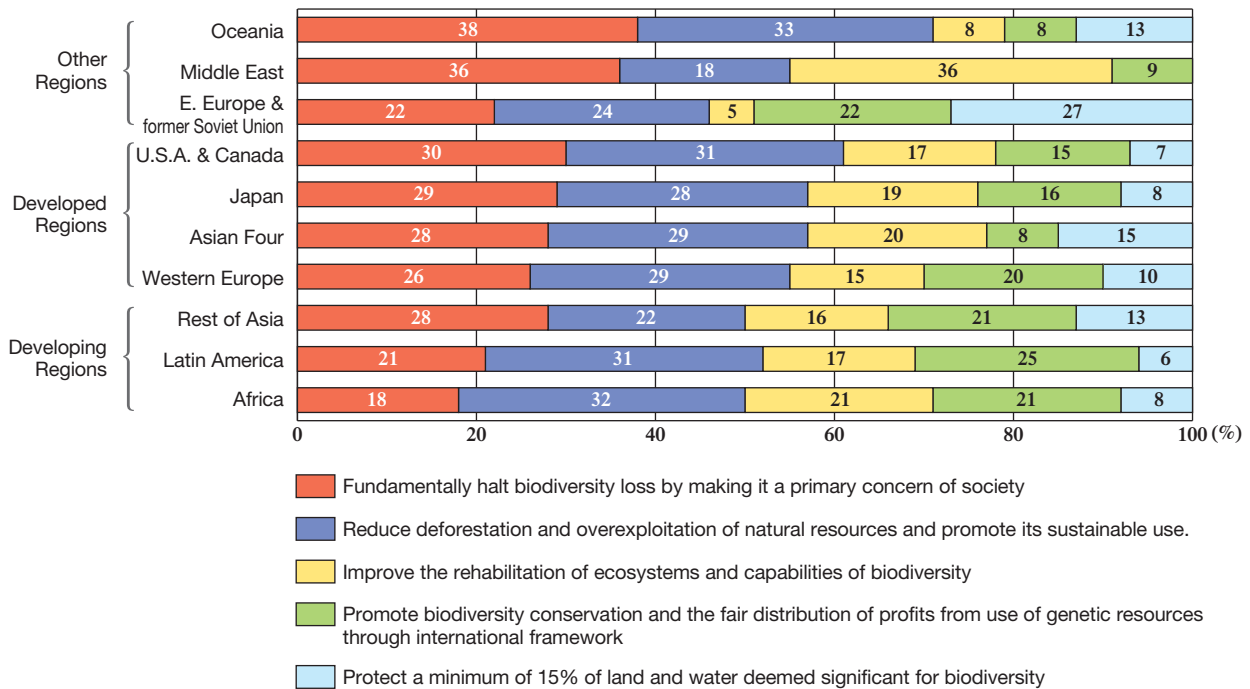 Other
Regions
Oceania
38 33 8 8 13
Middle East
36 18 36 9
E. Europe &
former Soviet Union
22 24 5 22 27
Developed
Regions
U.S.A. & Canada
30 31 17 15 7
Japan
29 28 19 16 8
Asian Four
28 29 20 8 15
Western Europe
26 29 15 20 10
Developing
Regions
Rest of Asia
28 22 16 21 13
Latin America
21 31 17 25 6
Africa
18 32 21 21 8
0 20 40 60 80 100 (%)
Fundamentally halt biodiversity loss by making it a primary concern of society
Reduce deforestation and overexploitation of natural resources and promote its sustainable use.
Improve the rehabilitation of ecosystems and capabilities of biodiversity
Promote biodiversity conservation and the fair distribution of profits from use of genetic resources
through international framework
Protect a minimum of 15% of land and water deemed significant for biodiversity